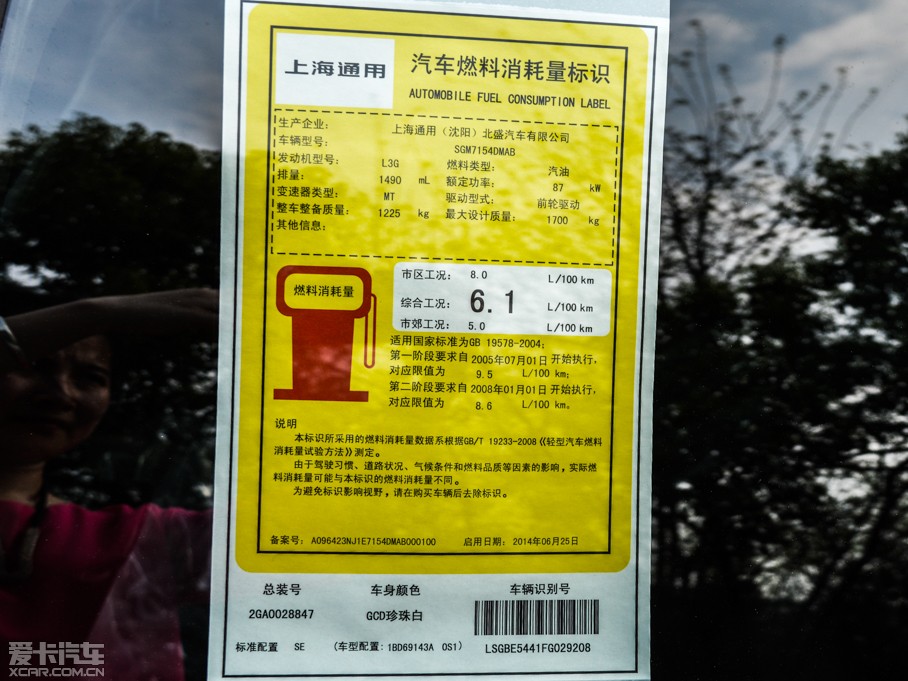 上海通用
汽车燃料消耗量标识
AUTOMOBILE FUEL CONSUMPTION LABEL
生产企业: 上海通用(沈阳)北盛汽车有限公司
车辆型号: SGM7154DMAB
发动机型号: L3G 燃料类型: 汽油
排量: 1490 mL 额定功率: 87 kW
变速器类型: MT 驱动型式: 前轮驱动
整车整备质量: 1225 kg 最大设计质量: 1700 kg
其他信息:
燃料消耗量
市区工况: 8.0 L/100 km
综合工况: 6.1 L/100 km
市郊工况: 5.0 L/100 km
适用国家标准为GB 19578-2004;
第一阶段要求自2005年07月01日开始执行,
对应限值为 9.5 L/100 km;
第二阶段要求自2008年01月01日开始执行,
对应限值为 8.6 L/100 km。
说明
本标识所采用的燃料消耗量数据系根据GB/T 19233-2008《轻型汽车燃料
消耗量试验方法》测定。
由于驾驶习惯、道路状况、气候条件和燃料品质等因素的影响,实际燃
料消耗量可能与本标识的燃料消耗量不同。
为避免标识影响视野,请在购买车辆后去除标识。
备案号: A096423NJ1E7154DMAB000100 启用日期: 2014年06月25日
总装号 车身颜色 车辆识别号
2GA0028847 GCD珍珠白
标准配置 SE (车型配置:1BD69143A 0S1) LSGBE5441FG029208
爱卡汽车
XCAR.COM.CN